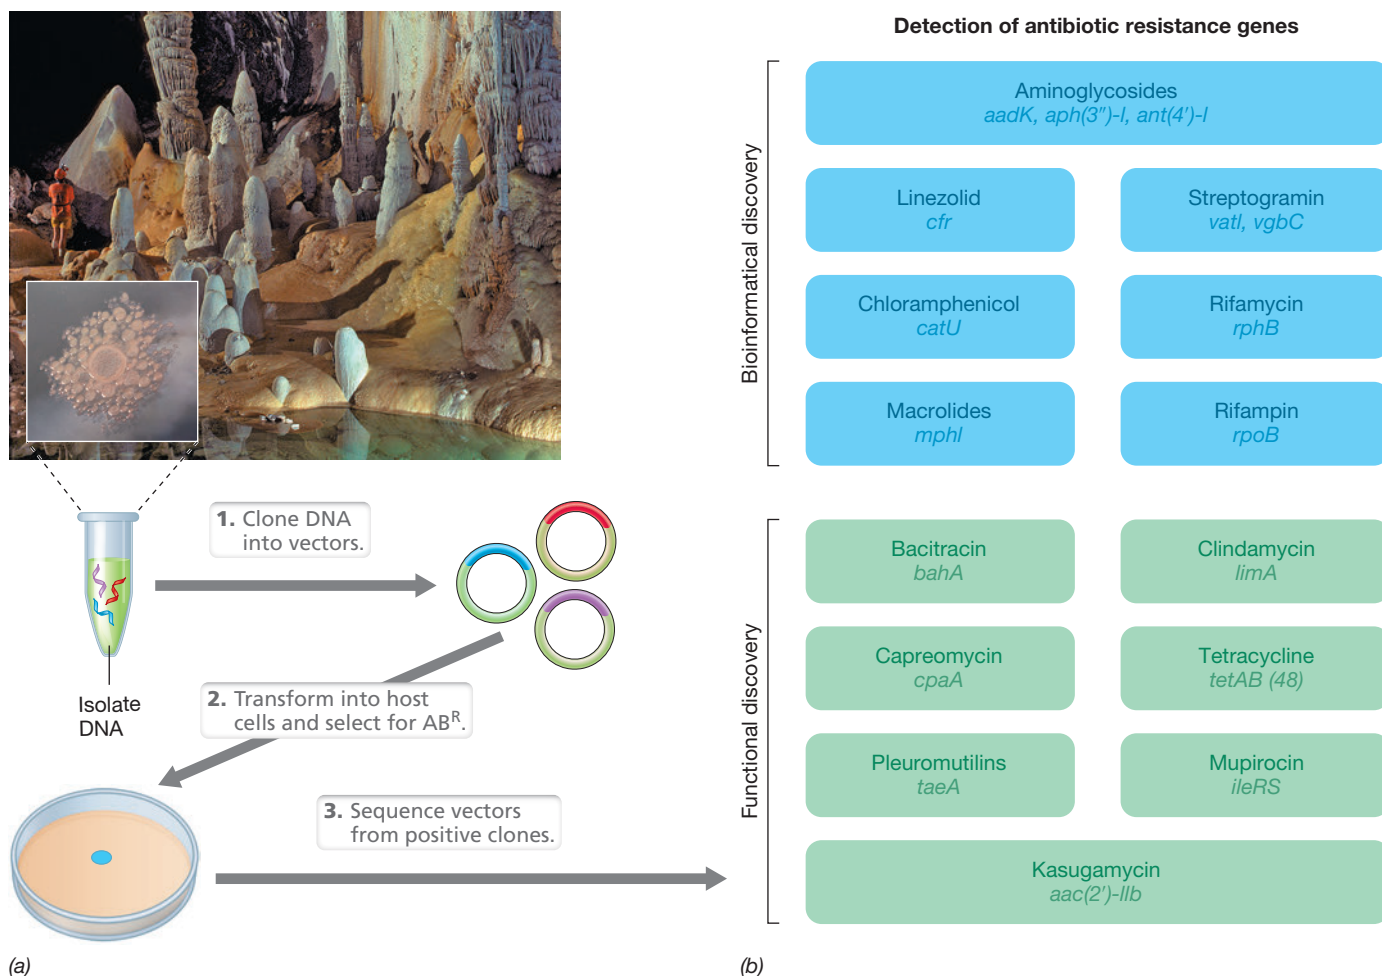 Detection of antibiotic resistance genes
1. Clone DNA
into vectors.
Isolate
DNA
2. Transform into host
cells and select for ABᴿ.
3. Sequence vectors
from positive clones.
(a)
Bioinformatical discovery
Aminoglycosides
aadK, aph(3″)-I, ant(4′)-I
Linezolid
cfr
Streptogramin
vatI, vgbC
Chloramphenicol
catU
Rifamycin
rphB
Macrolides
mphI
Rifampin
rpoB
Functional discovery
Bacitracin
bahA
Clindamycin
limA
Capreomycin
cpaA
Tetracycline
tetAB (48)
Pleuromutilins
taeA
Mupirocin
ileRS
Kasugamycin
aac(2′)-IIb
(b)